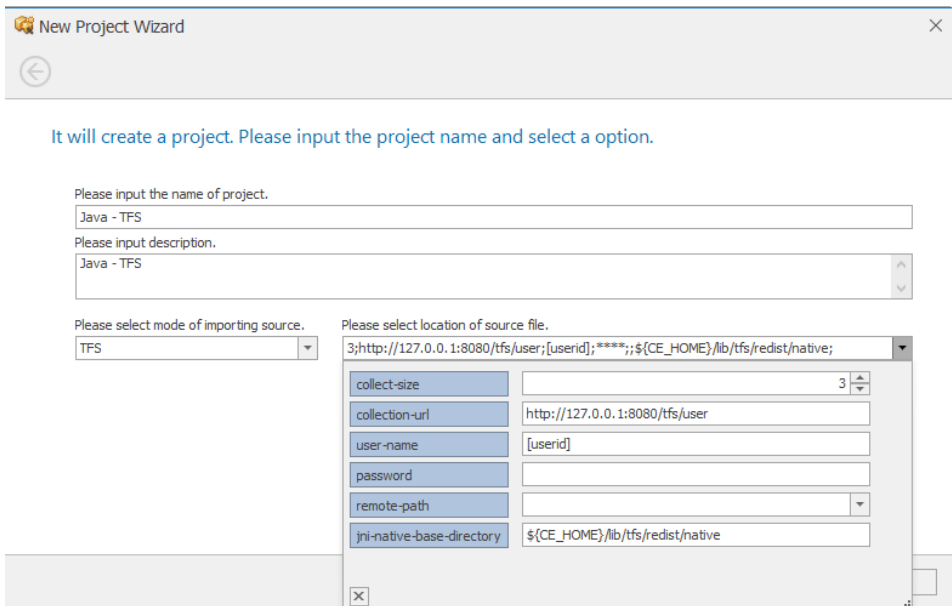 New Project Wizard
It will create a project. Please input the project name and select a option.
Please input the name of project.
Java - TFS
Please input description.
Java - TFS
Please select mode of importing source.
Please select location of source file.
TFS
3;http://127.0.0.1:8080/tfs/user;[userid];****;;${CE_HOME}/lib/tfs/redist/native;
collect-size
3
collection-url
http://127.0.0.1:8080/tfs/user
user-name
[userid]
password
remote-path
jni-native-base-directory
${CE_HOME}/lib/tfs/redist/native